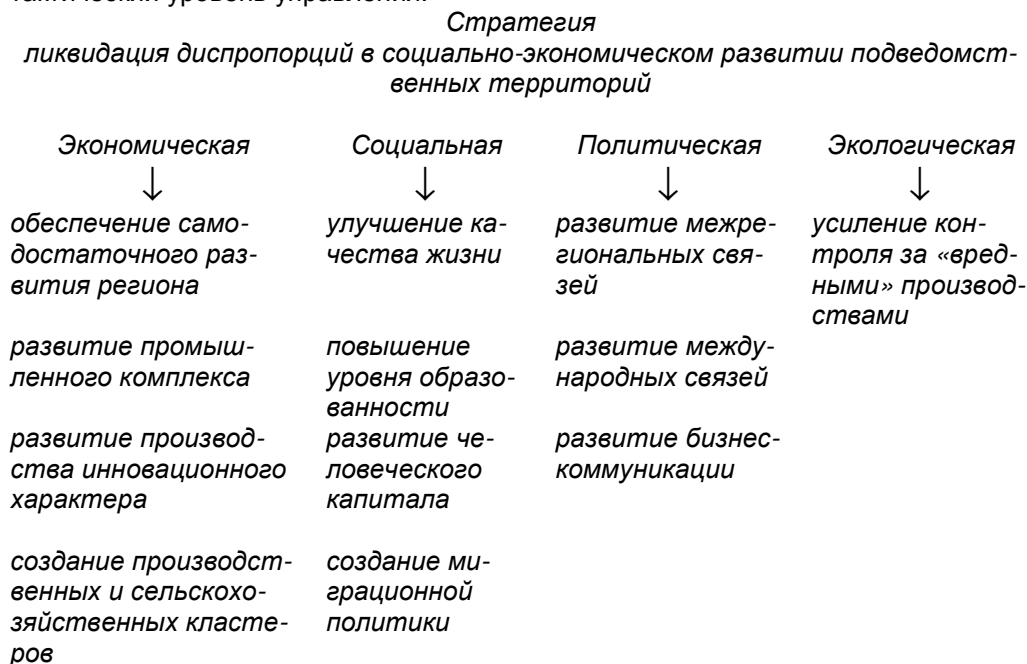 Стратегия
ликвидация диспропорций в социально-экономическом развитии подведомст-
венных территорий
Экономическая Социальная Политическая Экологическая
↓ ↓ ↓ ↓
обеспечение само- улучшение ка- развитие межре- усиление кон-
достаточного раз- чества жизни гиональных свя- троля за «вред-
вития региона зей ными» производ-
ствами
развитие промыш- повышение развитие между-
ленного комплекса уровня образо- народных связей
ванности
развитие производ- развитие че- развитие бизнес-
ства инновационного ловеческого коммуникации
характера капитала
создание производст- создание ми-
венных и сельскохо- грационной
зяйственных класте- политики
ров